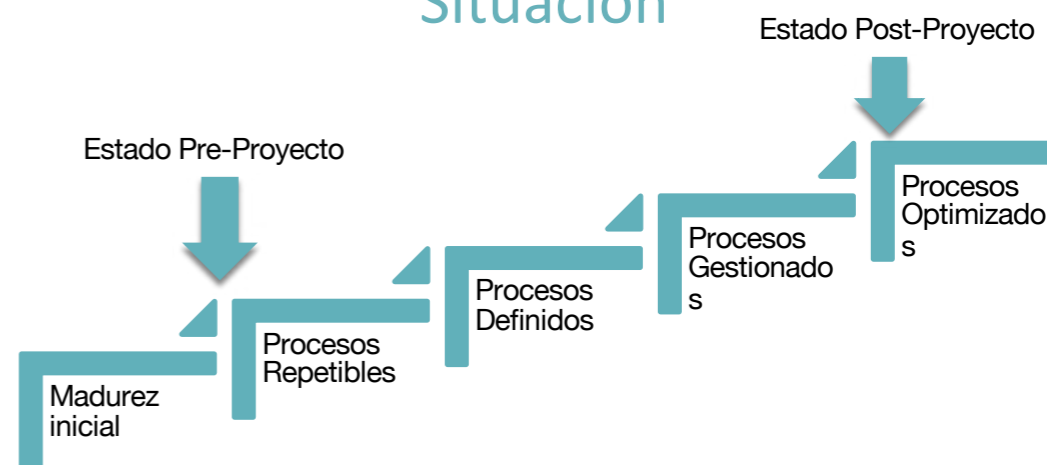 Situación
Estado Post-Proyecto
Estado Pre-Proyecto
Procesos
Optimizado
s
Procesos
Gestionado
s
Procesos
Definidos
Procesos
Repetibles
Madurez
inicial